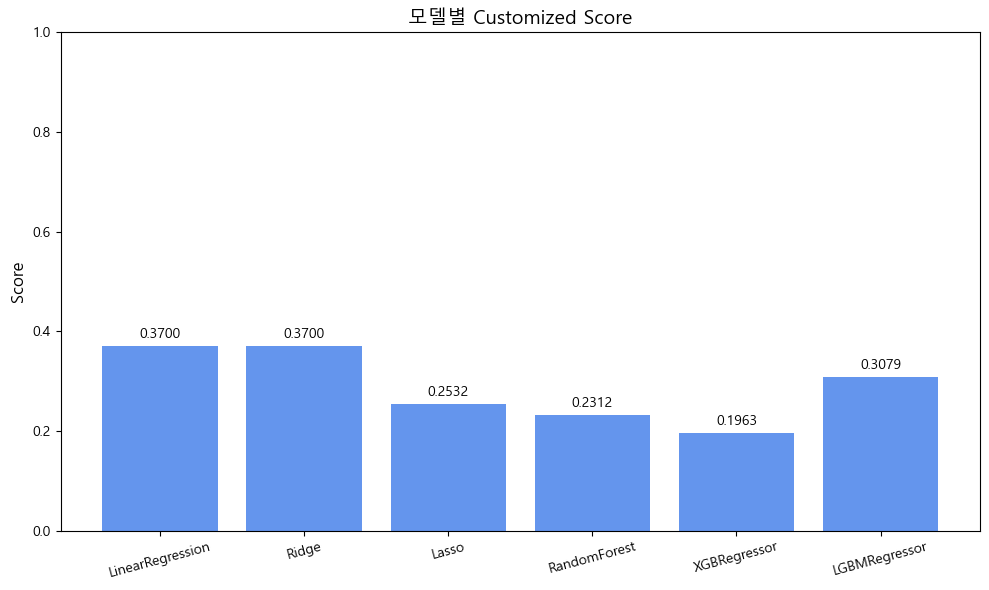 모델별 Customized Score
Score
1.0
0.8
0.6
0.4
0.2
0.0
0.3700
0.3700
0.2532
0.2312
0.1963
0.3079
LinearRegression
Ridge
Lasso
RandomForest
XGBRegressor
LGBMRegressor